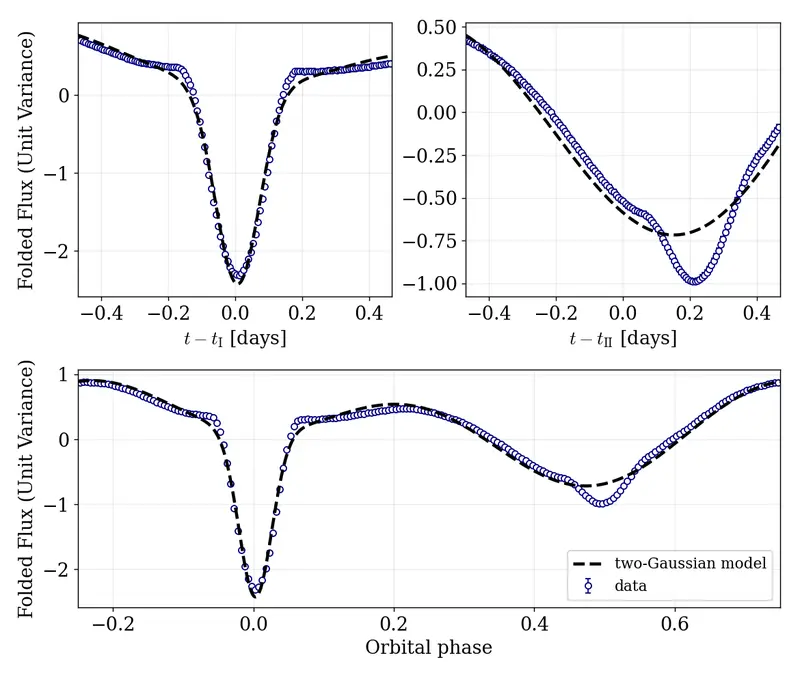 Folded Flux (Unit Variance)
0
−1
−2
−0.4 −0.2 0.0 0.2 0.4
t − tI [days]
0.50
0.25
0.00
−0.25
−0.50
−0.75
−1.00
−0.4 −0.2 0.0 0.2 0.4
t − tII [days]
Folded Flux (Unit Variance)
1
0
−1
−2
−0.2 0.0 0.2 0.4 0.6
Orbital phase
two-Gaussian model
data